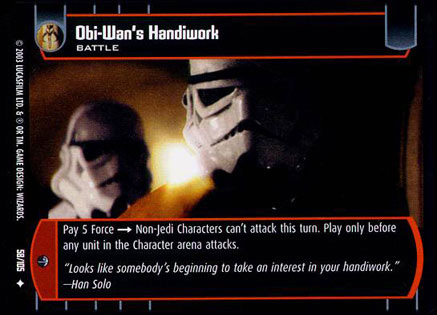 Obi-Wan's Handiwork
BATTLE
Pay 5 Force → Non-Jedi Characters can't attack this turn. Play only before
any unit in the Character arena attacks.
"Looks like somebody's beginning to take an interest in your handiwork."
—Han Solo
© 2003 LUCASFILM LTD. & ® OR TM. GAME DESIGN: WIZARDS.
58/105